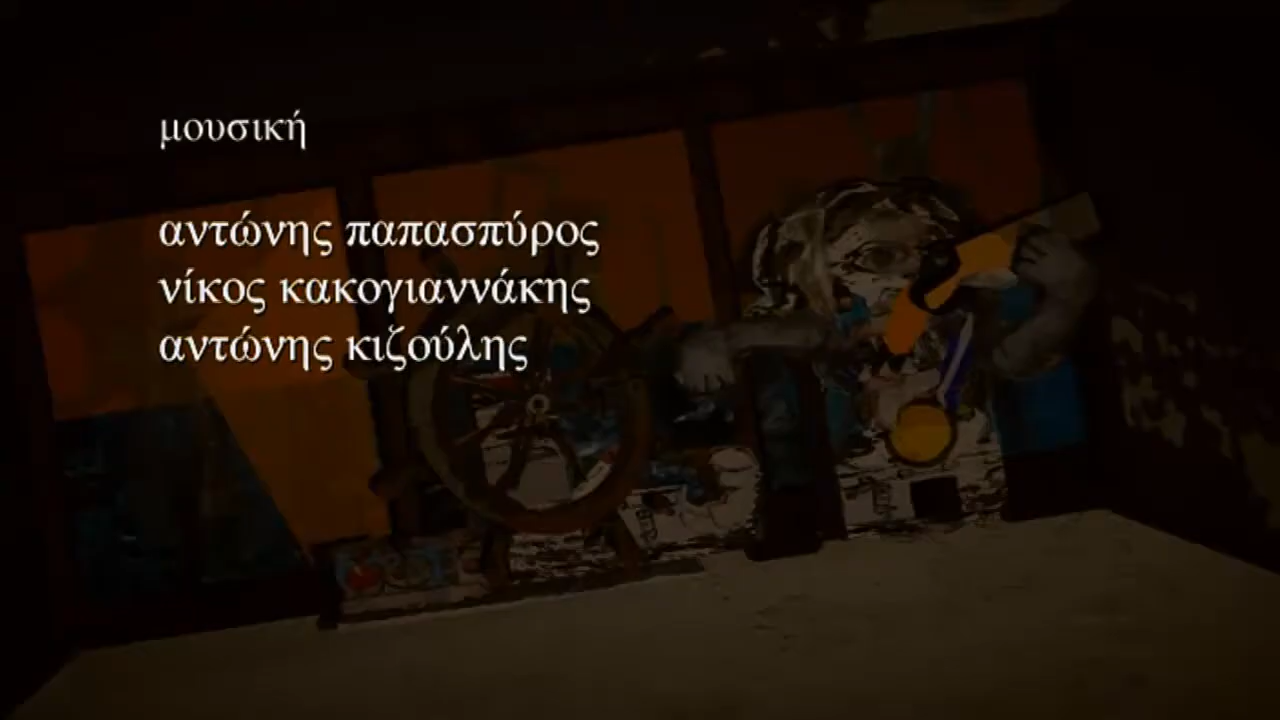 μουσική
αντώνης παπασπύρος
νίκος κακογιαννάκης
αντώνης κιζούλης